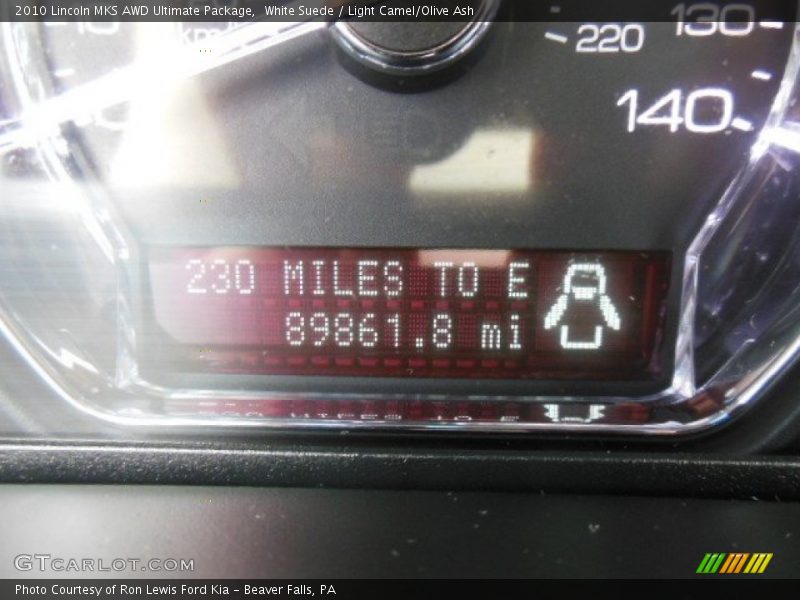 2010 Lincoln MKS AWD Ultimate Package,  White Suede / Light Camel/Olive Ash
130
220
140
230 MILES TO E
89861.8 mi
GTCARLOT.COM
Photo Courtesy of Ron Lewis Ford Kia - Beaver Falls, PA